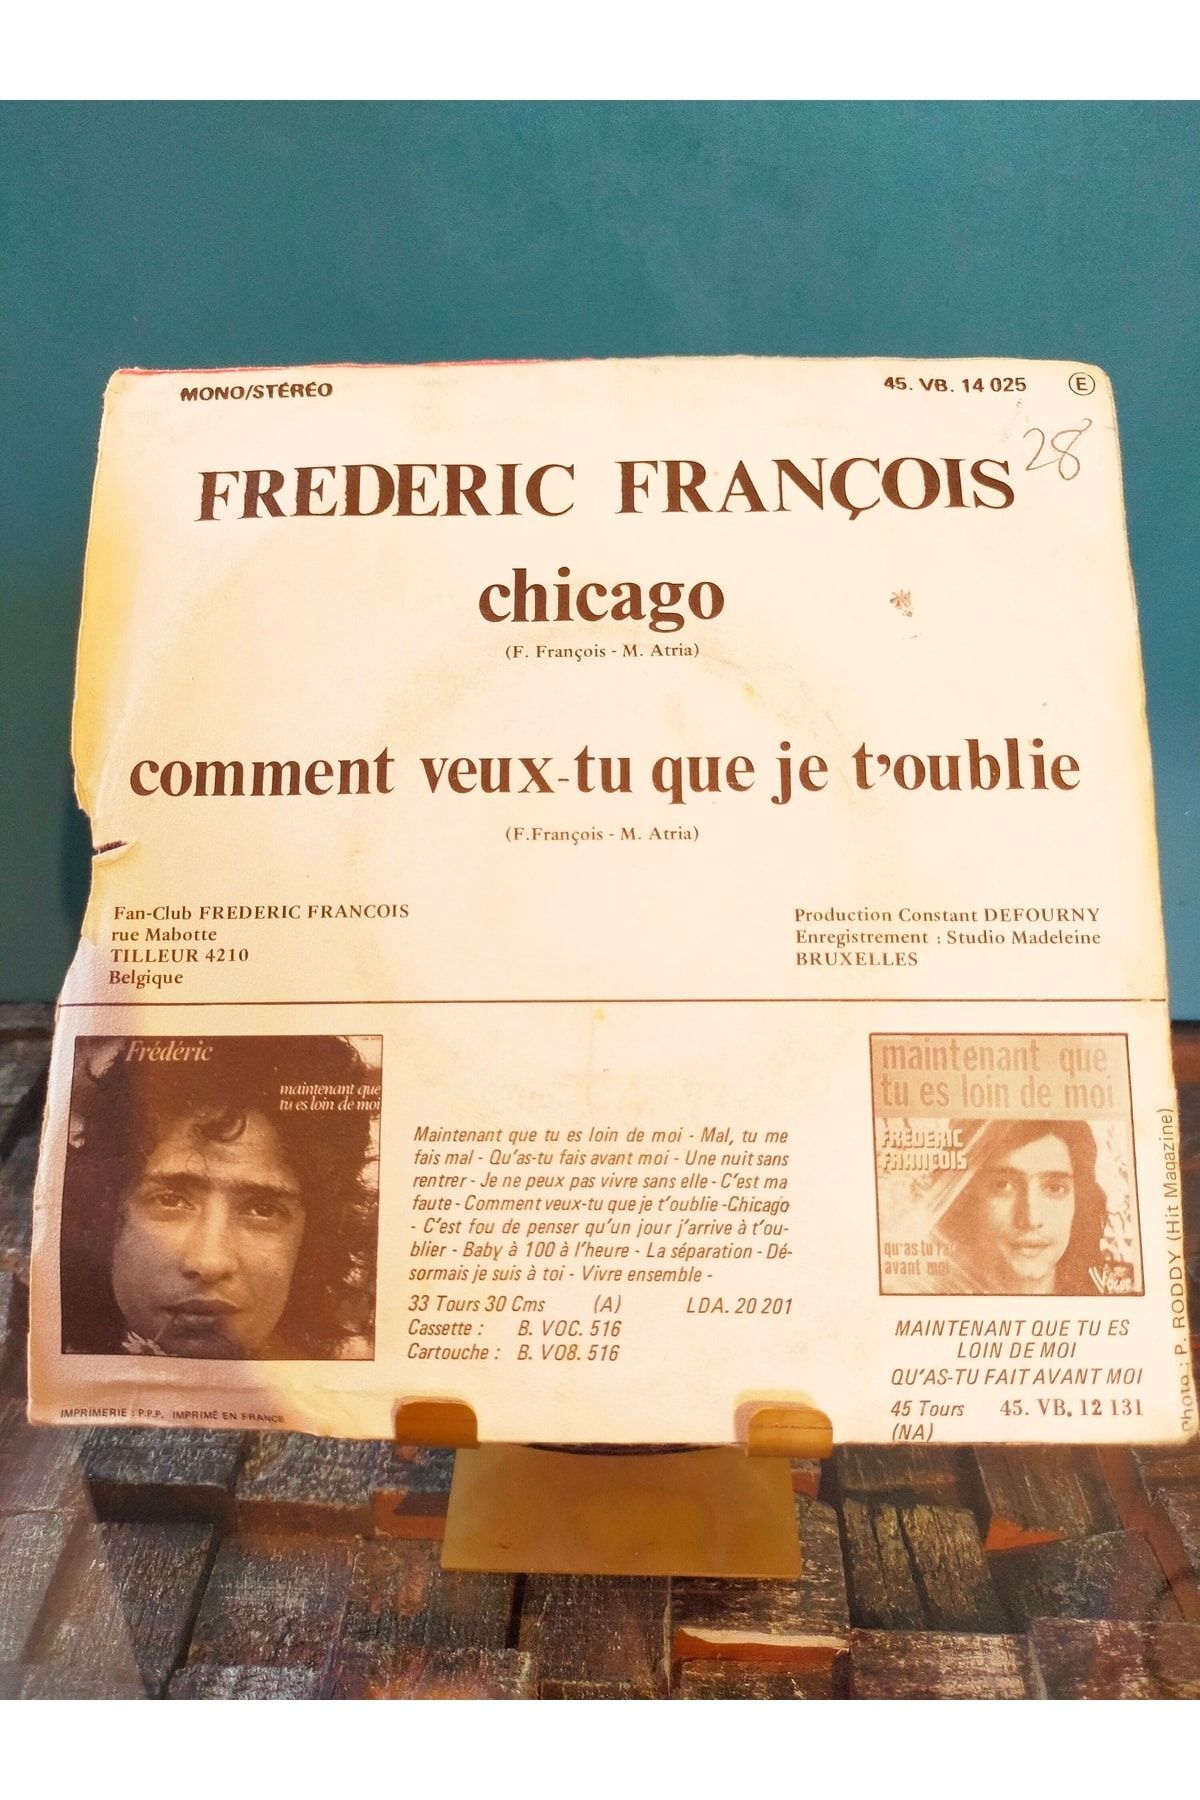 MONO/STÉRÉO
45. VB. 14 025 E
28
FREDERIC FRANÇOIS
chicago
(F. François - M. Atria)
comment veux-tu que je t'oublie
(F.François - M. Atria)
Fan-Club FREDERIC FRANCOIS
rue Mabotte
TILLEUR 4210
Belgique
Production Constant DEFOURNY
Enregistrement : Studio Madeleine
BRUXELLES
Frédéric
maintenant que
tu es loin de moi
Maintenant que tu es loin de moi - Mal, tu me
fais mal - Qu'as-tu fais avant moi - Une nuit sans
rentrer - Je ne peux pas vivre sans elle - C'est ma
faute - Comment veux-tu que je t'oublie -Chicago
- C'est fou de penser qu'un jour j'arrive à t'ou-
blier - Baby à 100 à l'heure - La séparation - Dé-
sormais je suis à toi - Vivre ensemble -
33 Tours 30 Cms (A) LDA. 20 201
Cassette : B. VOC. 516
Cartouche : B. VO8. 516
maintenant que
tu es loin de moi
FREDERIC
FRANÇOIS
qu'as tu fait
avant moi
Vogue
MAINTENANT QUE TU ES
LOIN DE MOI
QU'AS-TU FAIT AVANT MOI
45 Tours 45. VB. 12 131
(NA)
Photo : P. RODDY (Hit Magazine)
IMPRIMERIE : P.P.P. IMPRIMÉ EN FRANCE